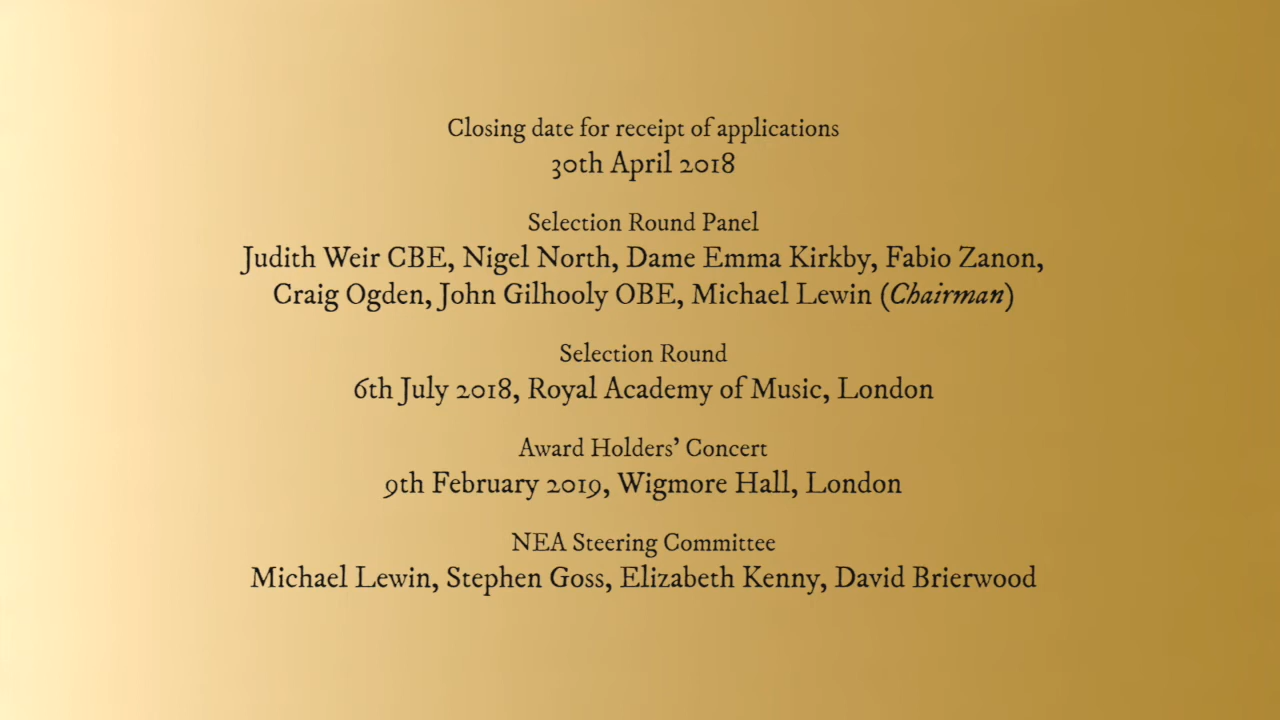 Closing date for receipt of applications
30th April 2018
Selection Round Panel
Judith Weir CBE, Nigel North, Dame Emma Kirkby, Fabio Zanon,
Craig Ogden, John Gilhooly OBE, Michael Lewin (Chairman)
Selection Round
6th July 2018, Royal Academy of Music, London
Award Holders’ Concert
9th February 2019, Wigmore Hall, London
NEA Steering Committee
Michael Lewin, Stephen Goss, Elizabeth Kenny, David Brierwood